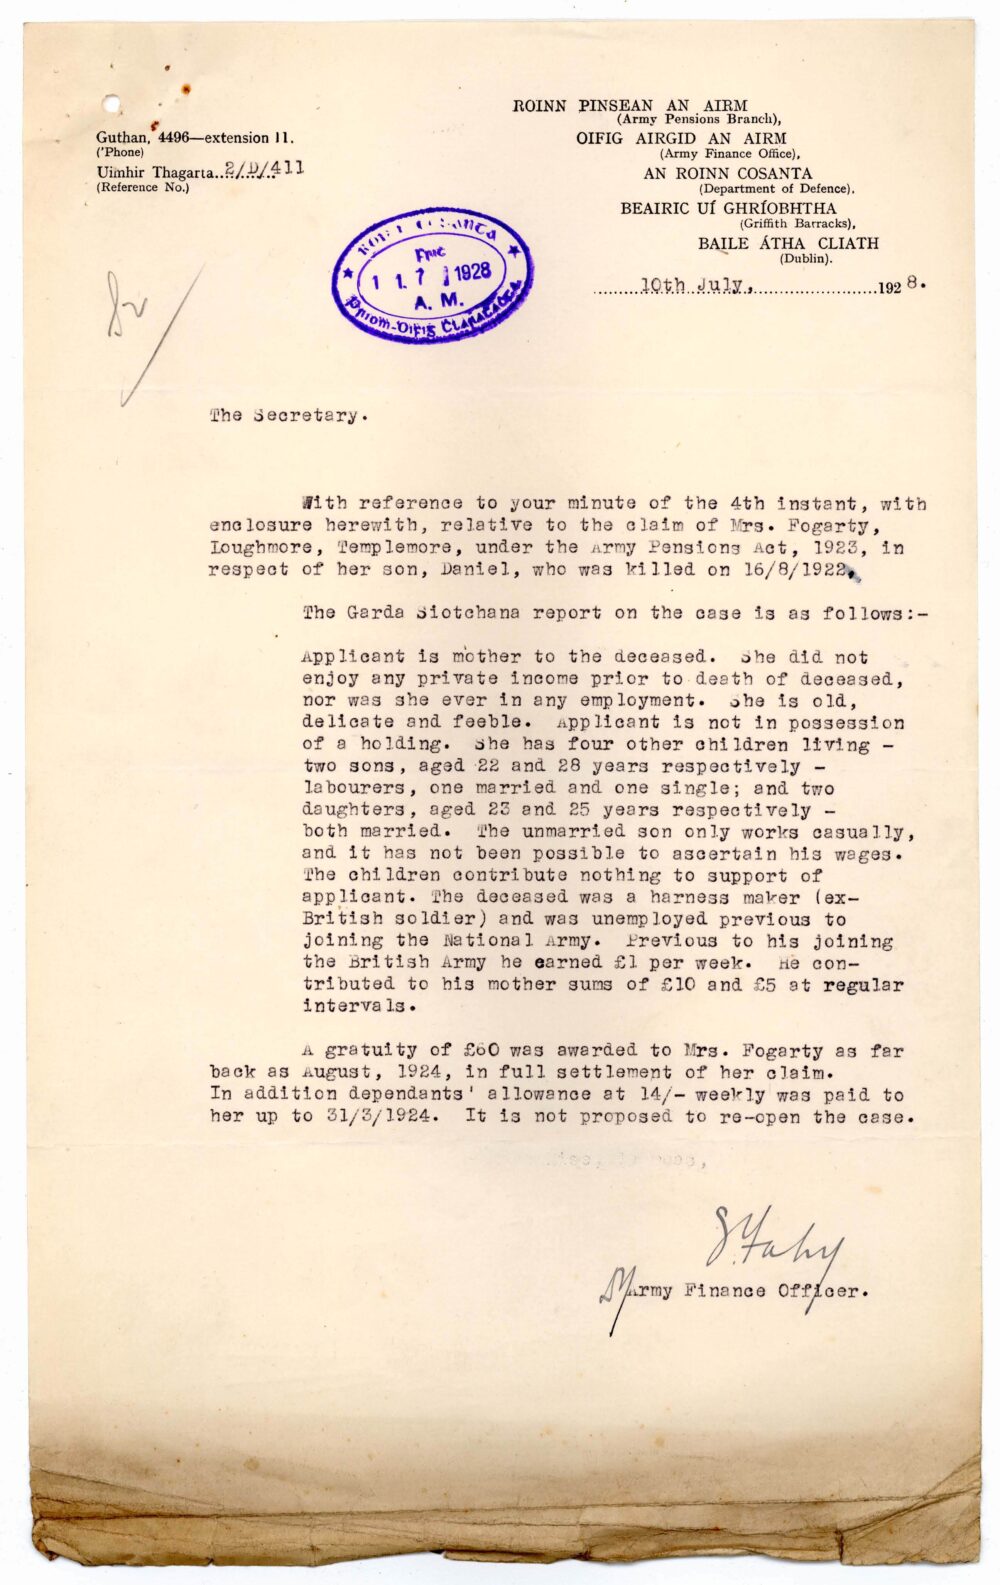 Guthan, 4496—extension 11.
('Phone)
Uimhir Thagarta..2/D/411
(Reference No.)
ROINN PINSEAN AN AIRM
(Army Pensions Branch),
OIFIG AIRGID AN AIRM
(Army Finance Office),
AN ROINN COSANTA
(Department of Defence).
BEAIRIC UÍ GHRÍOBHTHA
(Griffith Barracks),
BAILE ÁTHA CLIATH
(Dublin).
10th July, 1928.
COSANTA
11 7 1928
A. M.
The Secretary.
With reference to your minute of the 4th instant, with
enclosure herewith, relative to the claim of Mrs. Fogarty,
Loughmore, Templemore, under the Army Pensions Act, 1923, in
respect of her son, Daniel, who was killed on 16/8/1922.
The Garda Siotchana report on the case is as follows:-
Applicant is mother to the deceased. She did not
enjoy any private income prior to death of deceased,
nor was she ever in any employment. She is old,
delicate and feeble. Applicant is not in possession
of a holding. She has four other children living -
two sons, aged 22 and 28 years respectively -
labourers, one married and one single; and two
daughters, aged 23 and 25 years respectively -
both married. The unmarried son only works casually,
and it has not been possible to ascertain his wages.
The children contribute nothing to support of
applicant. The deceased was a harness maker (ex-
British soldier) and was unemployed previous to
joining the National Army. Previous to his joining
the British Army he earned £1 per week. He con-
tributed to his mother sums of £10 and £5 at regular
intervals.
A gratuity of £60 was awarded to Mrs. Fogarty as far
back as August, 1924, in full settlement of her claim.
In addition dependants' allowance at 14/- weekly was paid to
her up to 31/3/1924. It is not proposed to re-open the case.
S. Fahy
Army Finance Officer.